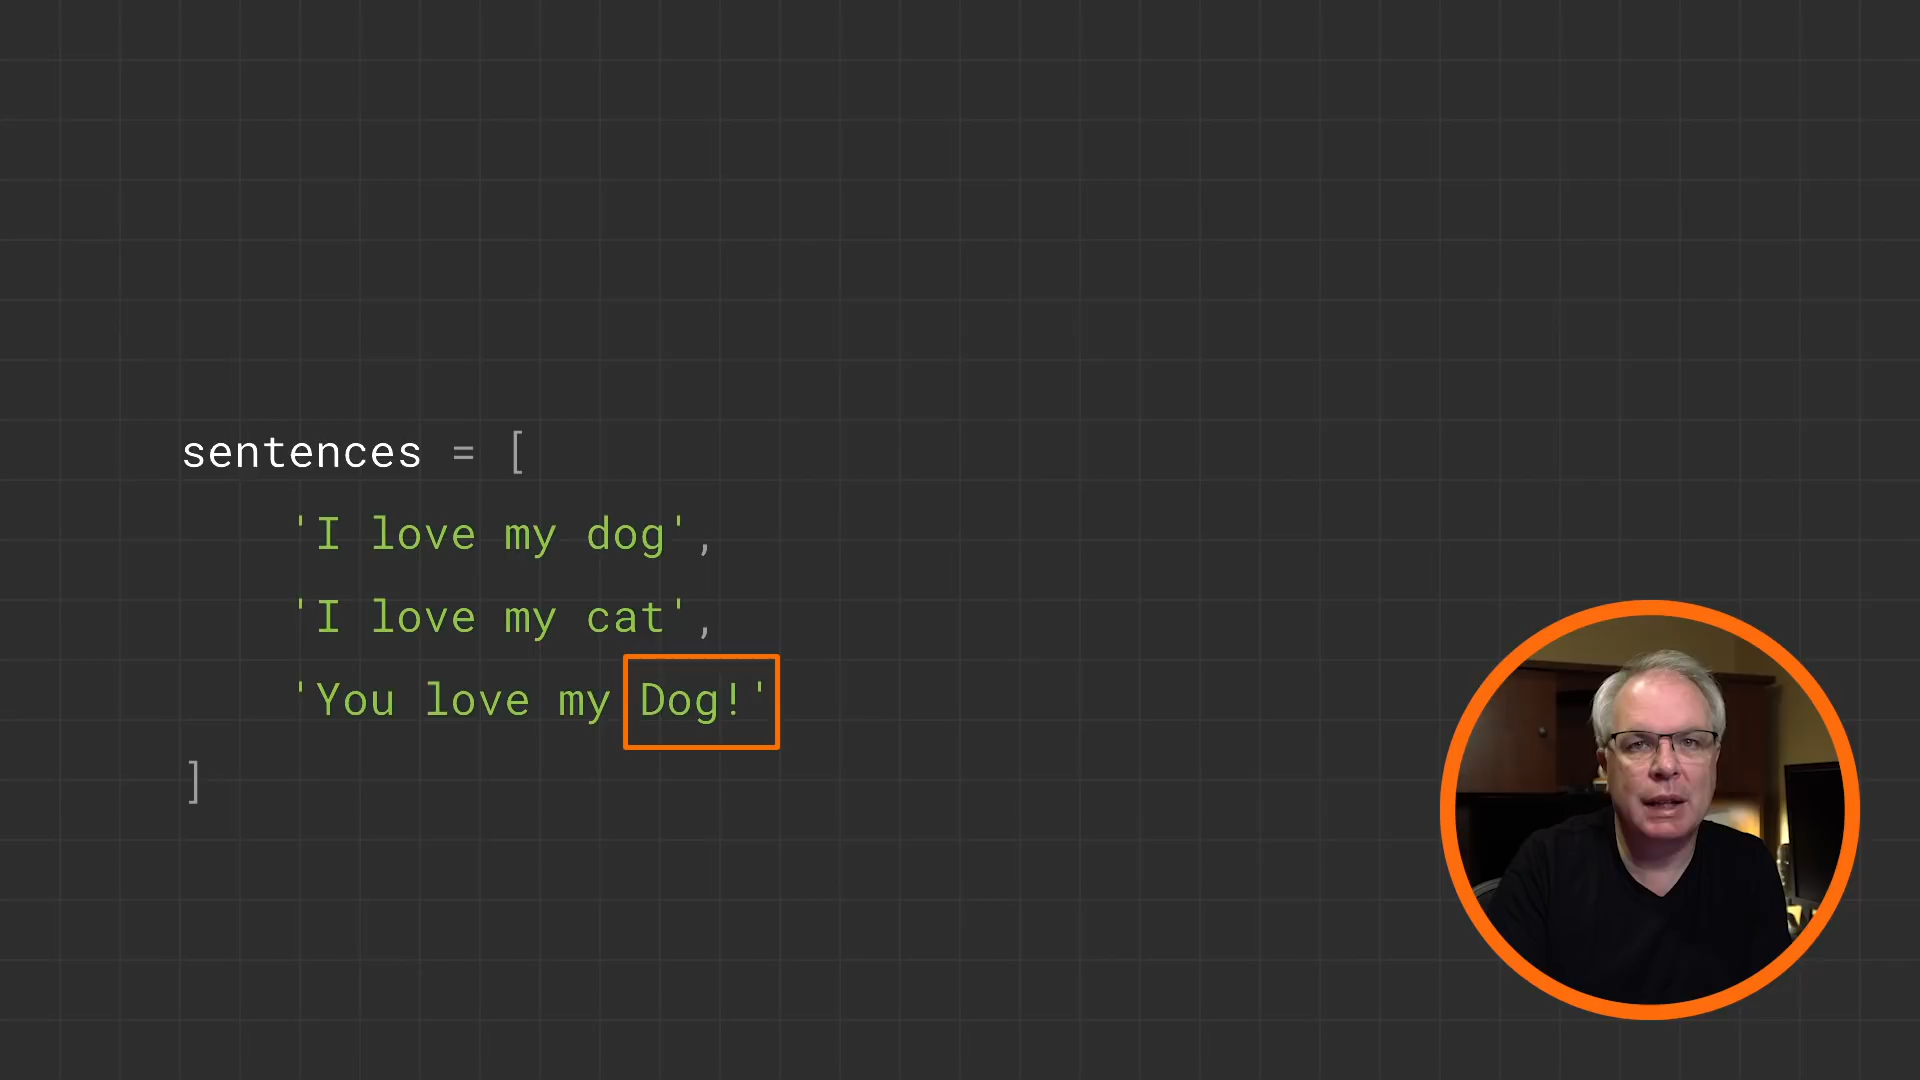 sentences = [
'I love my dog',
'I love my cat',
'You love my Dog!'
]